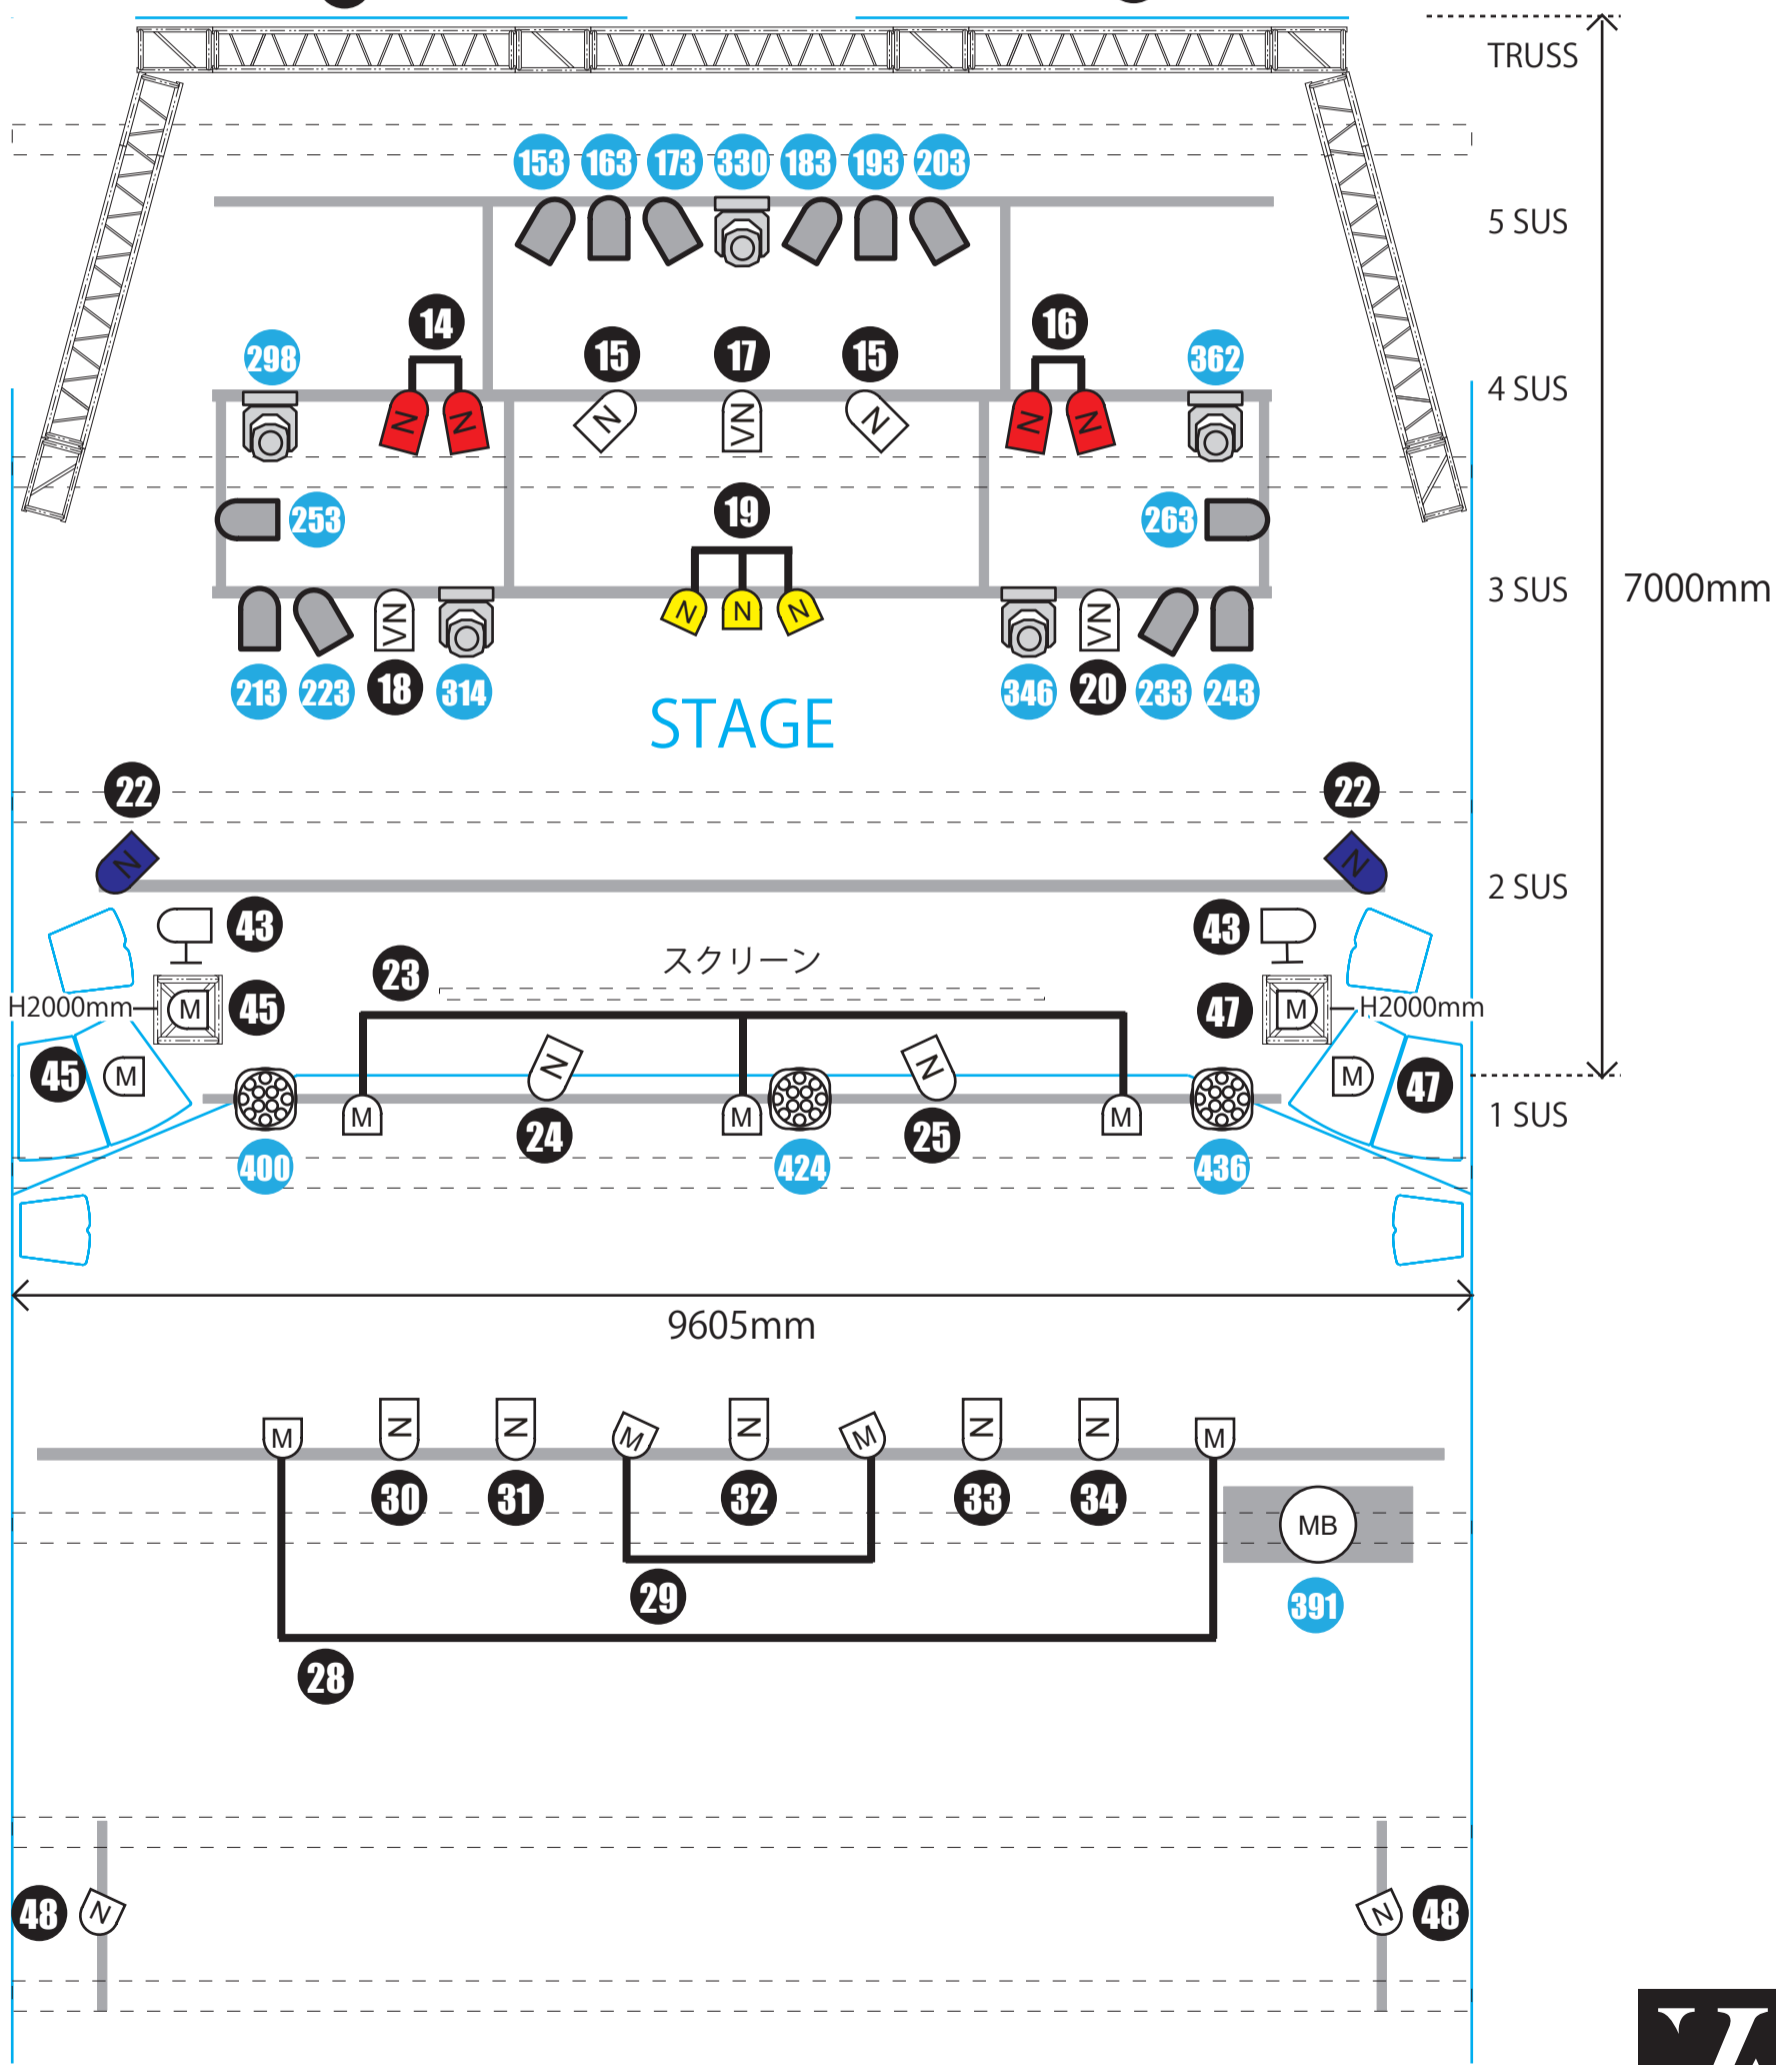 TRUSS
153 163 173 330 183 193 203
5 SUS
14 16
298 15 17 15 362
4 SUS
N N N VN N N N
253 19 263
3 SUS 7000mm
VN N N N VN
213 223 18 314 346 20 233 243
STAGE
22 22
N N
2 SUS
43 43
スクリーン
23
H2000mm M 45 47 M H2000mm
45 M N N M 47
M M M
1 SUS
24 25
400 424 436
9605mm
M N N M N M N N M
30 31 32 33 34
MB
29
391
28
48 N N 48